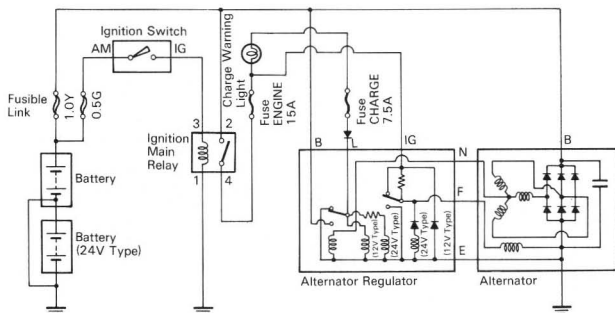 Ignition Switch
AM
IG
Charge Warning
Light
Fusible
Link
1.0Y
0.5G
Fuse
ENGINE
15A
Fuse
CHARGE
7.5A
3
2
Ignition
Main
Relay
1
4
B
L
IG
N
B
F
E
Battery
Battery
(24V Type)
(12V Type)
(24V Type)
(24V Type)
(12V Type)
Alternator Regulator
Alternator